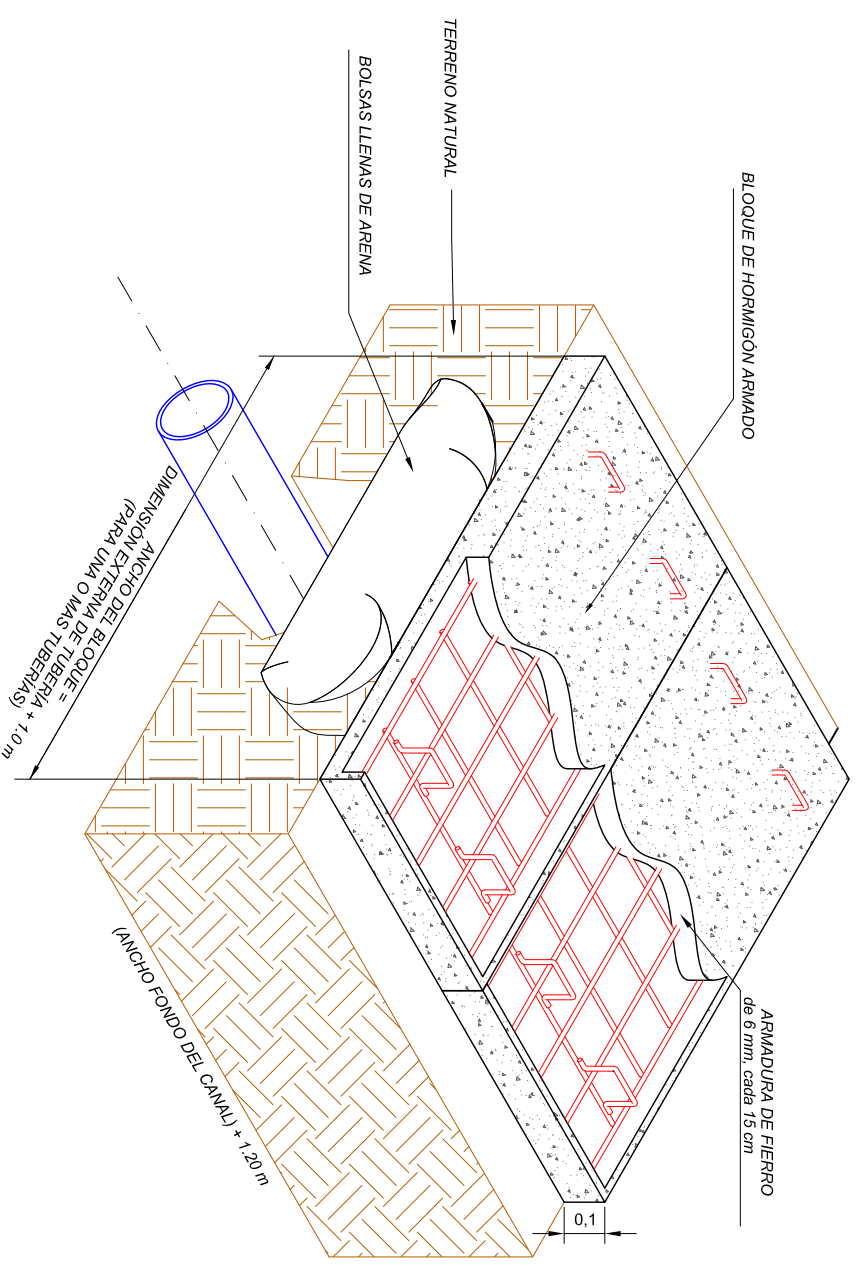 BLOQUE DE HORMIGÓN ARMADO
TERRENO NATURAL
BOLSAS LLENAS DE ARENA
ARMADURA DE FIERRO
de 6 mm, cada 15 cm
ANCHO DEL BLOQUE =
DIMENSIÓN EXTERNA DE TUBERÍA + 1.0 m
(PARA UNA O MAS TUBERÍAS)
(ANCHO FONDO DEL CANAL) + 1.20 m
0,1